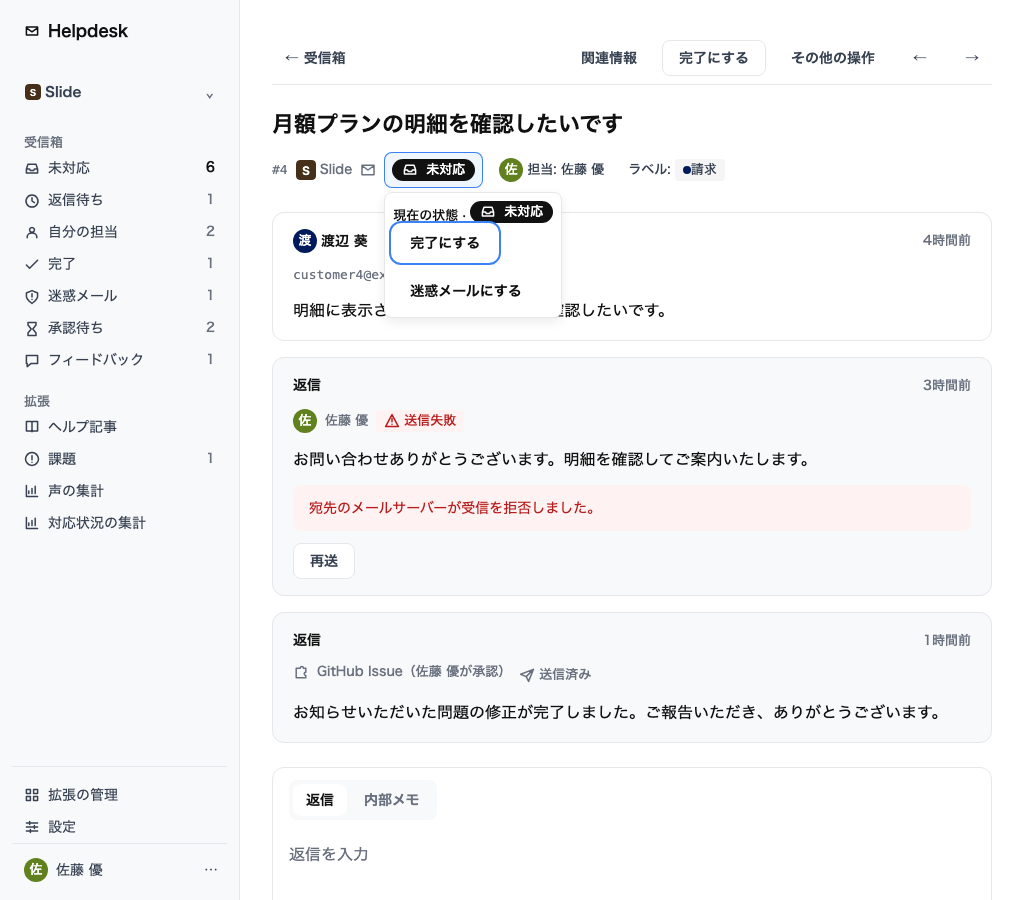 Helpdesk
S Slide
受信箱
未対応 6
返信待ち 1
自分の担当 2
完了 1
迷惑メール 1
承認待ち 2
フィードバック 1
拡張
ヘルプ記事
課題 1
声の集計
対応状況の集計
拡張の管理
設定
佐 佐藤 優 …
← 受信箱 関連情報 完了にする その他の操作 ← →
月額プランの明細を確認したいです
#4 S Slide 未対応 佐 担当: 佐藤 優 ラベル: 請求
現在の状態 · 未対応
完了にする
迷惑メールにする
渡 渡辺 葵 4時間前
customer4@e
明細に表示 認したいです。
返信 3時間前
佐 佐藤 優 送信失敗
お問い合わせありがとうございます。明細を確認してご案内いたします。
宛先のメールサーバーが受信を拒否しました。
再送
返信 1時間前
GitHub Issue（佐藤 優が承認） 送信済み
お知らせいただいた問題の修正が完了しました。ご報告いただき、ありがとうございます。
返信 内部メモ
返信を入力